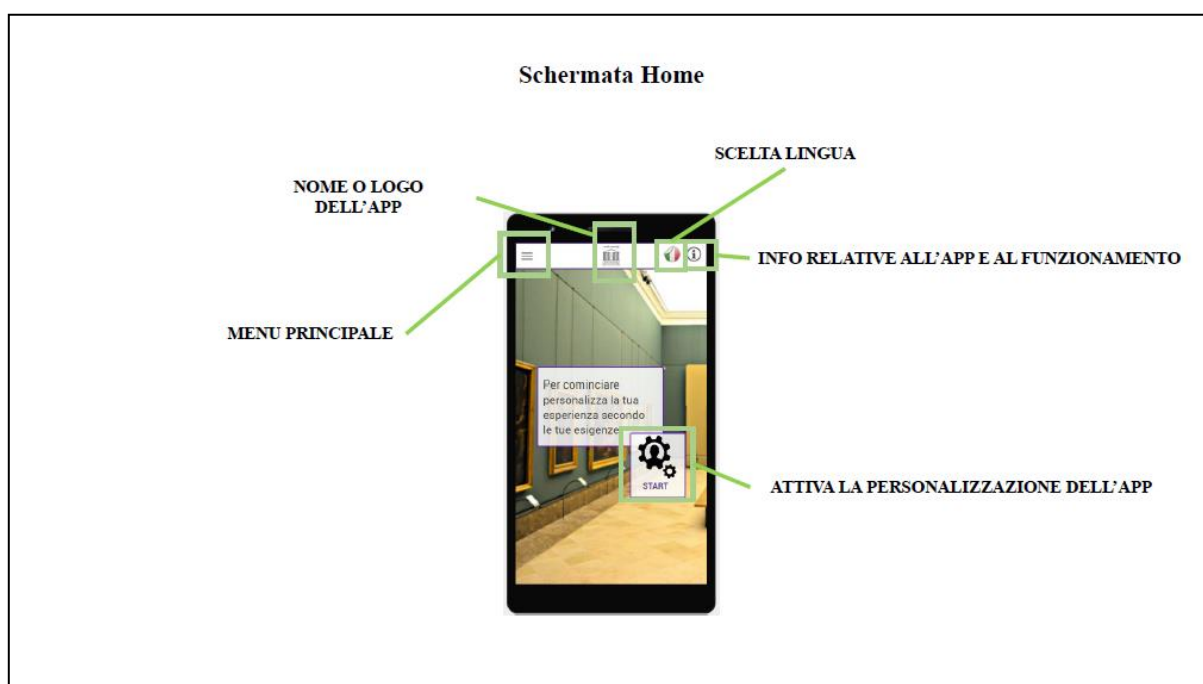 Schermata Home
SCELTA LINGUA
NOME O LOGO
DELL'APP
INFO RELATIVE ALL'APP E AL FUNZIONAMENTO
MENU PRINCIPALE
Per cominciare
personalizza la tua
esperienza secondo
le tue esigenze
START
ATTIVA LA PERSONALIZZAZIONE DELL'APP